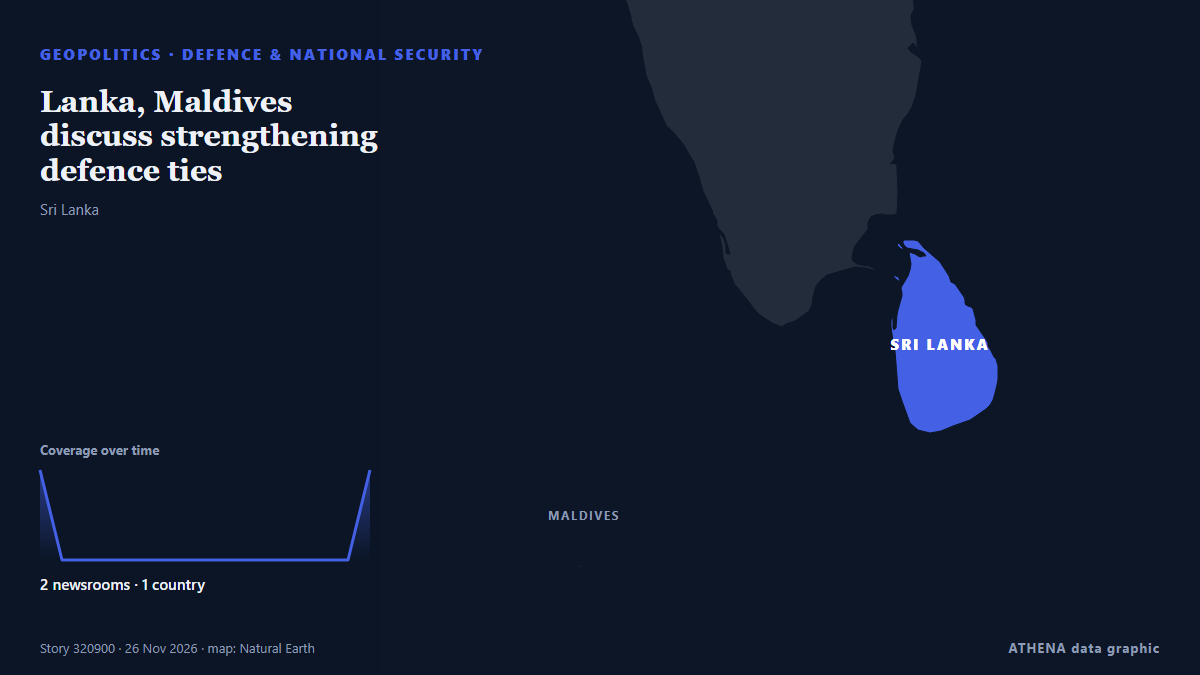 GEOPOLITICS · DEFENCE & NATIONAL SECURITY
Lanka, Maldives
discuss strengthening
defence ties
Sri Lanka
SRI LANKA
Coverage over time
MALDIVES
2 newsrooms · 1 country
Story 320900 · 26 Nov 2026 · map: Natural Earth
ATHENA data graphic